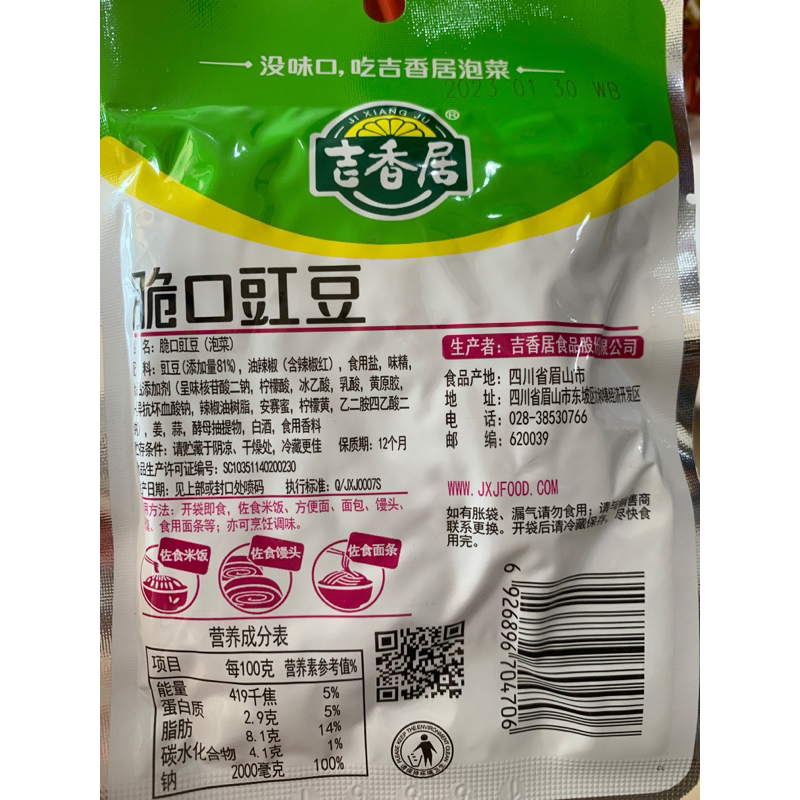 没味口,吃吉香居泡菜
2023 01 30 WB
JI XIANG JU
®
吉香居
脆口豇豆
名:脆口豇豆(泡菜)
料:豇豆(添加量81%),油辣椒(含辣椒红),食用盐,味精,
添加剂(呈味核苷酸二钠,柠檬酸,冰乙酸,乳酸,黄原胶,
抗坏血酸钠,辣椒油树脂,安赛蜜,柠檬黄,乙二胺四乙酸二
),姜,蒜,酵母抽提物,白酒,食用香料
贮存条件:请贮藏于阴凉、干燥处,冷藏更佳 保质期:12个月
品生产许可证编号:SC10351140200230
产日期:见上部或封口处喷码 执行标准:Q/JXJ0007S
用方法:开袋即食,佐食米饭、方便面、面包、馒头、
、食用面条等;亦可烹饪调味。
佐食米饭
佐食馒头
佐食面条
生产者:吉香居食品股份有限公司
食品产地:四川省眉山市
地 址:四川省眉山市东坡区经济开发区
电 话:028-38530766
邮 编:620039
WWW.JXJFOOD.COM
如有胀袋、漏气请勿食用;请与销售商
联系更换。开袋后请冷藏保存,尽快食
用完。
营养成分表
项目 每100克 营养素参考值%
能量 419千焦 5%
蛋白质 2.9克 5%
脂肪 8.1克 14%
碳水化合物 4.1克 1%
钠 2000毫克 100%
6 926896 704706